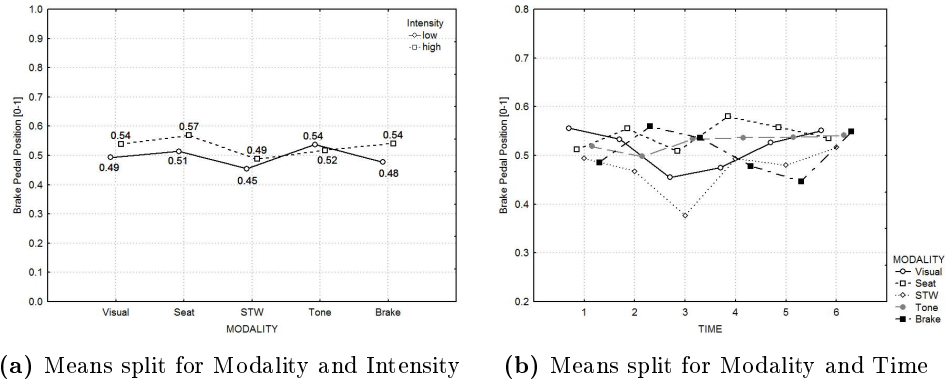 1.0
0.9
0.8
0.7
0.6
0.5
0.4
0.3
0.2
0.1
0.0
Brake Pedal Position [0-1]
Intensity
low
high
0.54
0.57
0.49
0.54
0.54
0.49
0.51
0.45
0.52
0.48
Visual Seat STW Tone Brake
MODALITY
0.8
0.7
0.6
0.5
0.4
0.3
0.2
Brake Pedal Position [0-1]
1 2 3 4 5 6
TIME
MODALITY
Visual
Seat
STW
Tone
Brake
(a) Means split for Modality and Intensity
(b) Means split for Modality and Time